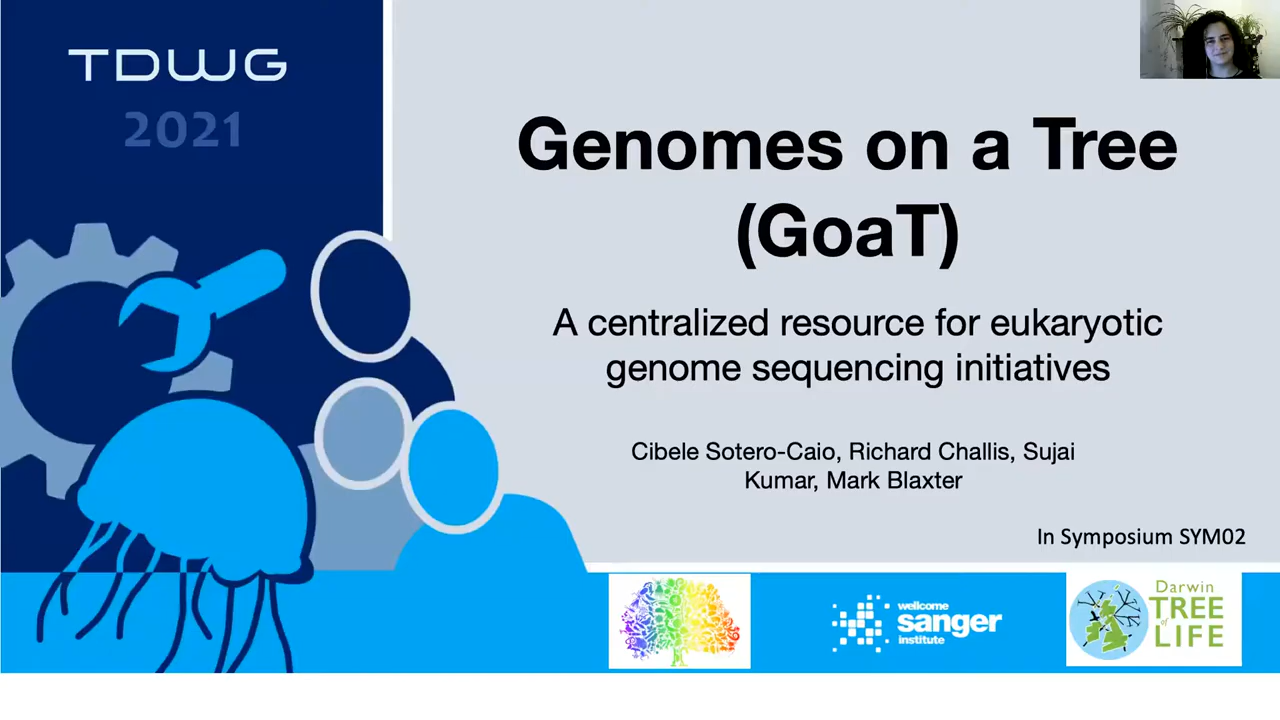 TDWG
2021
Genomes on a Tree
(GoaT)
A centralized resource for eukaryotic
genome sequencing initiatives
Cibele Sotero-Caio, Richard Challis, Sujai
Kumar, Mark Blaxter
In Symposium SYM02
wellcome
sanger
institute
Darwin
TREE
of
LIFE